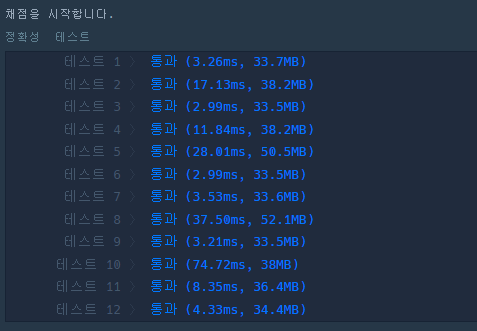 채점을 시작합니다.
정확성 테스트
테스트 1 〉 통과 (3.26ms, 33.7MB)
테스트 2 〉 통과 (17.13ms, 38.2MB)
테스트 3 〉 통과 (2.99ms, 33.5MB)
테스트 4 〉 통과 (11.84ms, 38.2MB)
테스트 5 〉 통과 (28.01ms, 50.5MB)
테스트 6 〉 통과 (2.99ms, 33.5MB)
테스트 7 〉 통과 (3.53ms, 33.6MB)
테스트 8 〉 통과 (37.50ms, 52.1MB)
테스트 9 〉 통과 (3.21ms, 33.5MB)
테스트 10 〉 통과 (74.72ms, 38MB)
테스트 11 〉 통과 (8.35ms, 36.4MB)
테스트 12 〉 통과 (4.33ms, 34.4MB)